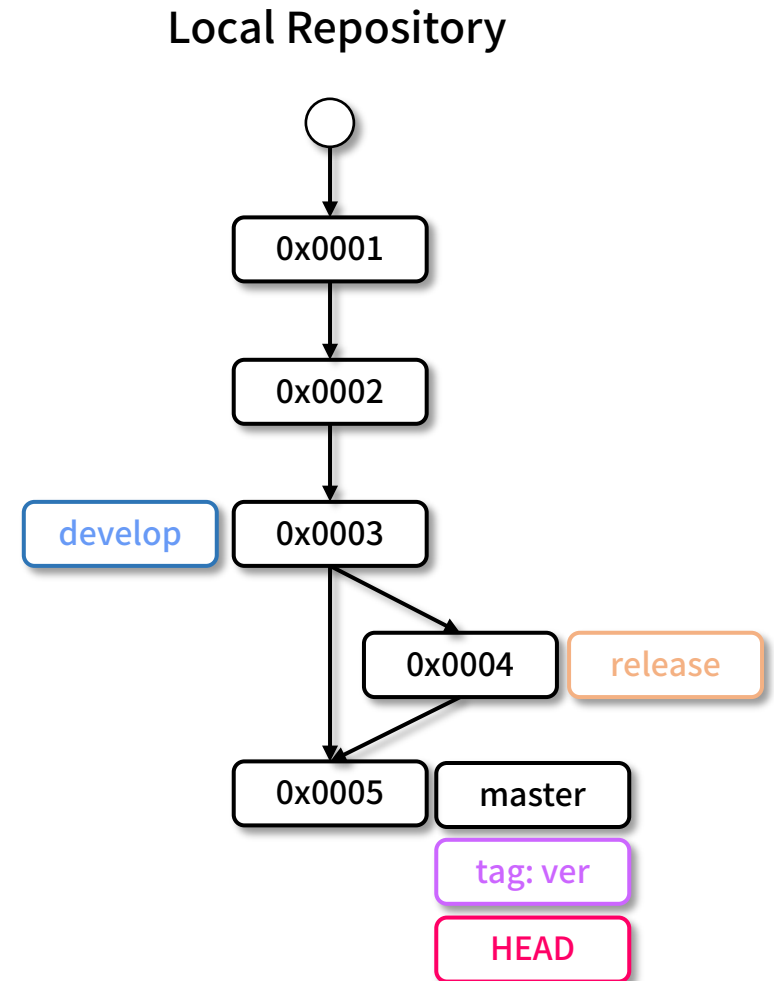 Local Repository
0x0001
0x0002
develop
0x0003
0x0004
release
0x0005
master
tag: ver
HEAD